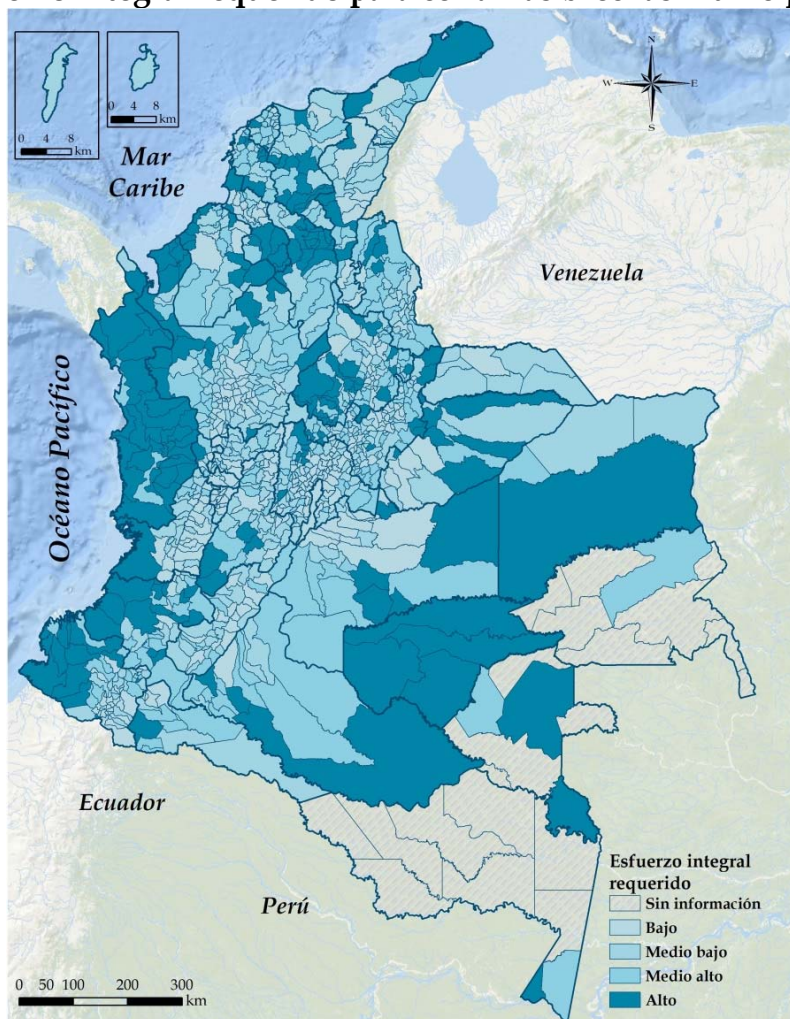 0 4 8
km
0 4 8
km
Mar
Caribe
N
W E
S
Venezuela
Océano Pacífico
Ecuador
Perú
Esfuerzo integral
requerido
Sin información
Bajo
Medio bajo
Medio alto
Alto
0 50 100 200 300
km